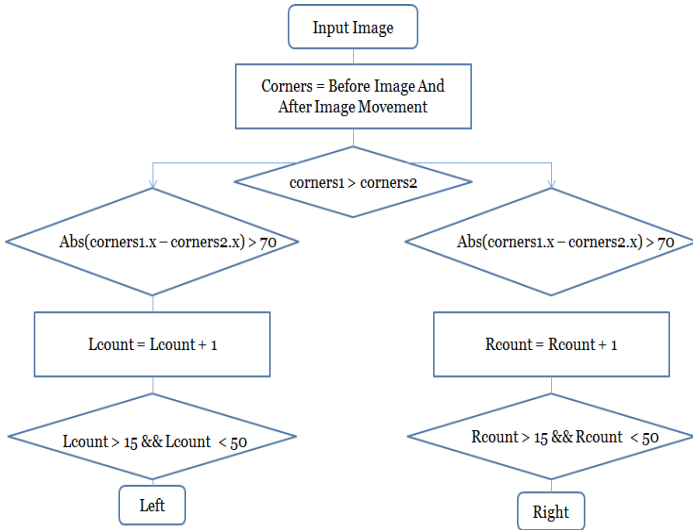 Input Image
Corners = Before Image And
After Image Movement
corners1 > corners2
Abs(corners1.x – corners2.x) > 70
Abs(corners1.x – corners2.x) > 70
Lcount = Lcount + 1
Rcount = Rcount + 1
Lcount > 15 && Lcount < 50
Rcount > 15 && Rcount < 50
Left
Right